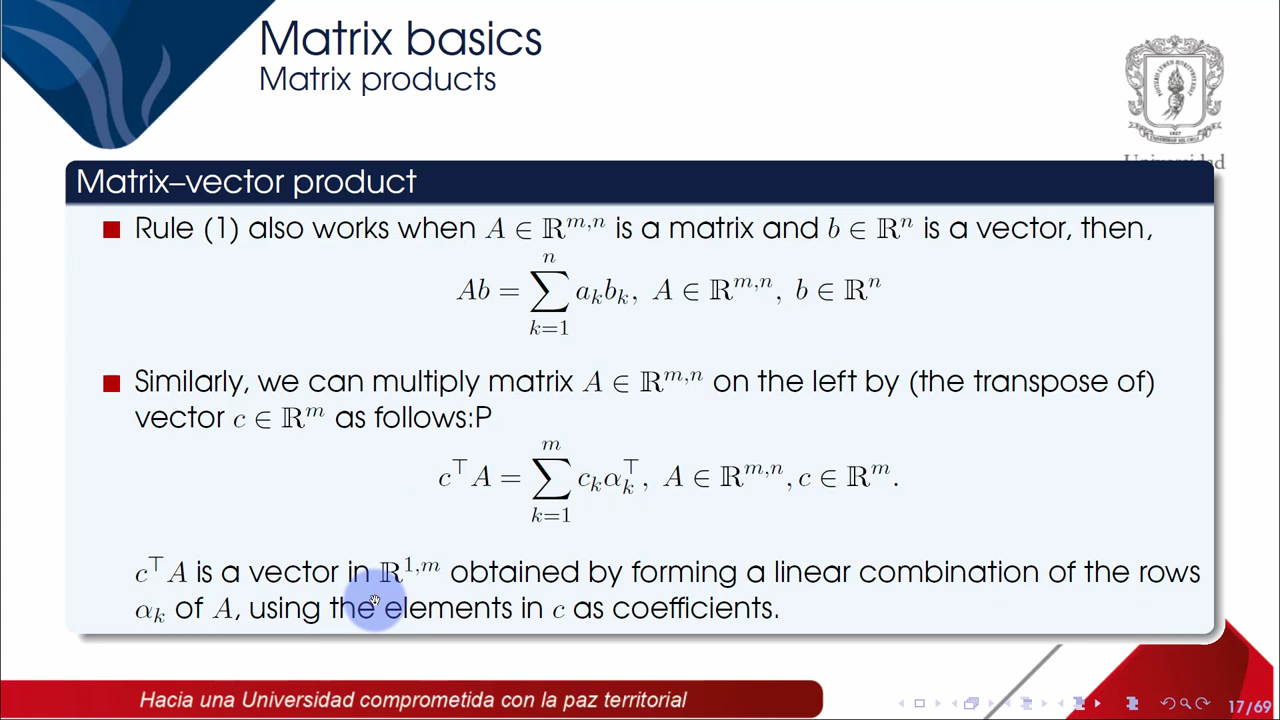 Matrix basics
Matrix products
Universidad
Matrix–vector product
Rule (1) also works when A ∈ ℝ^{m,n} is a matrix and b ∈ ℝ^n is a vector, then,
Ab = ∑_{k=1}^{n} a_k b_k, A ∈ ℝ^{m,n}, b ∈ ℝ^n
Similarly, we can multiply matrix A ∈ ℝ^{m,n} on the left by (the transpose of)
vector c ∈ ℝ^m as follows:P
c^⊤ A = ∑_{k=1}^{m} c_k α_k^⊤, A ∈ ℝ^{m,n}, c ∈ ℝ^m.
c^⊤ A is a vector in ℝ^{1,m} obtained by forming a linear combination of the rows
α_k of A, using the elements in c as coefficients.
Hacia una Universidad comprometida con la paz territorial
17/69